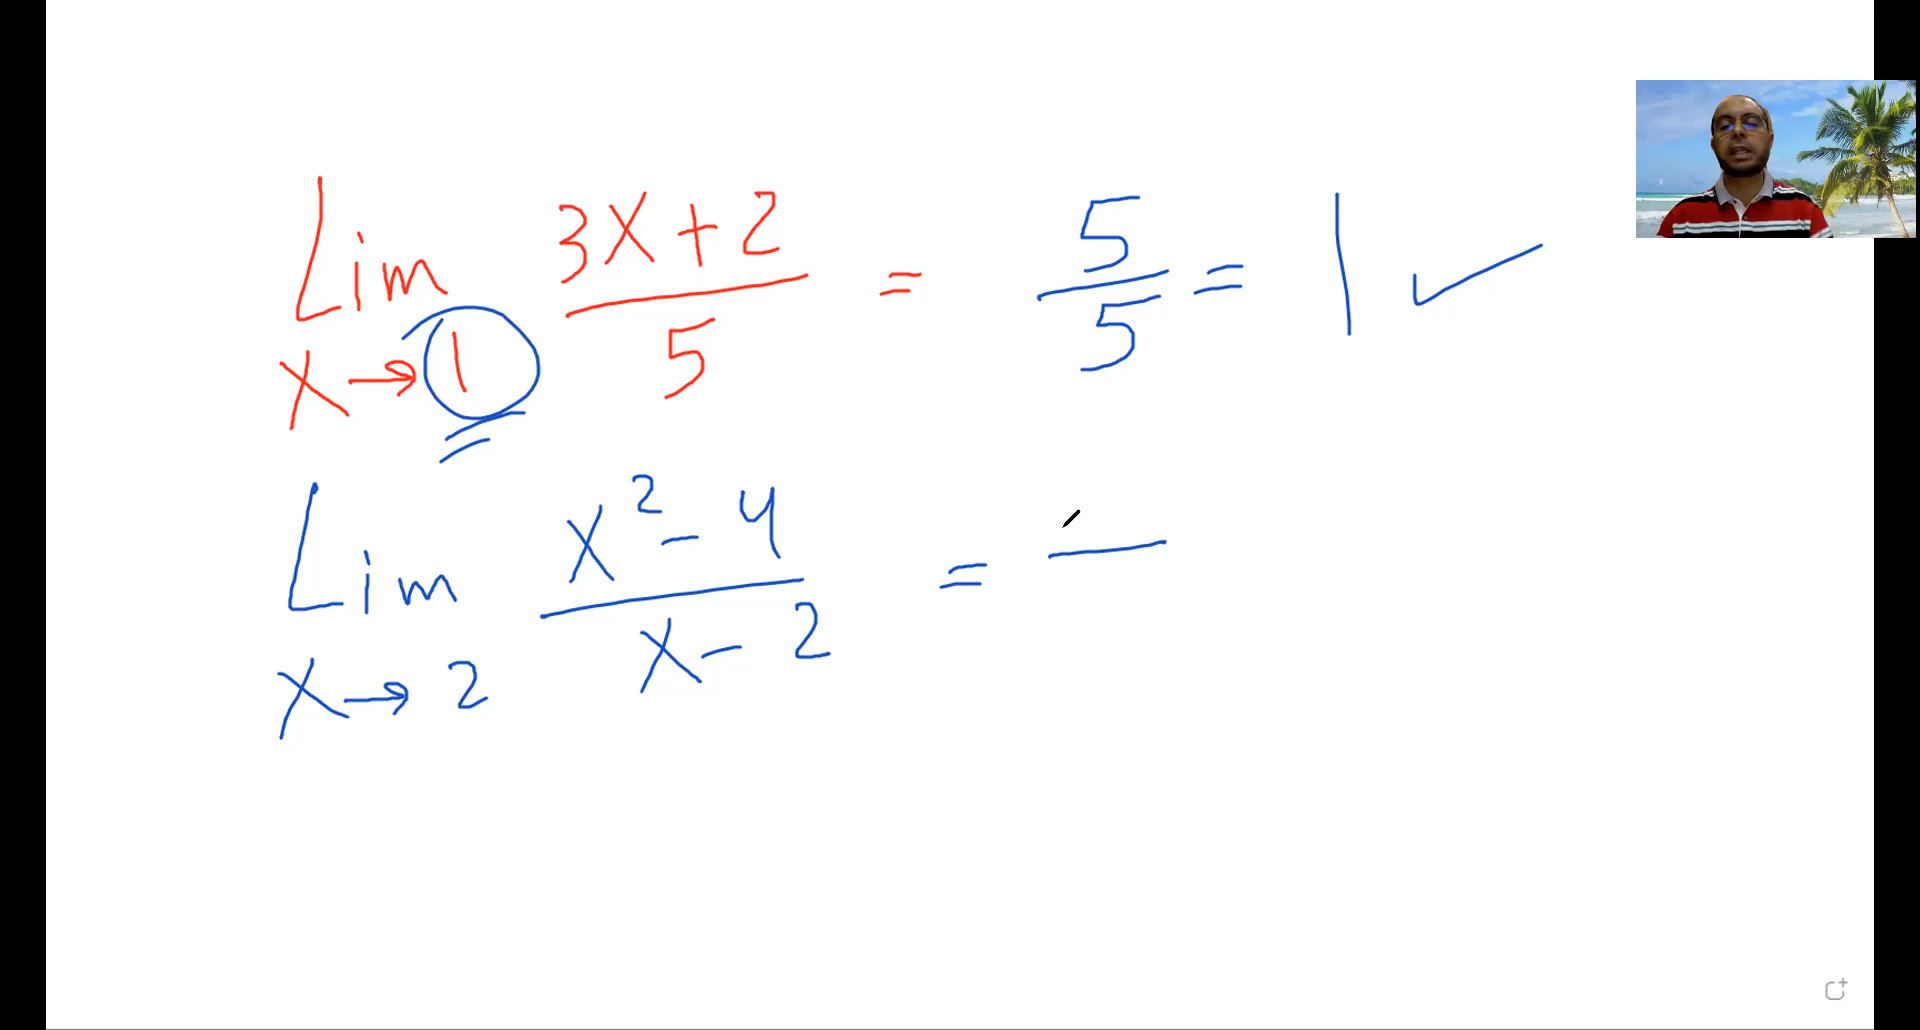 Lim 3x+2 / 5 = 5/5 = 1 ✓
x→1
Lim x² - 4 / x - 2 =
x→2